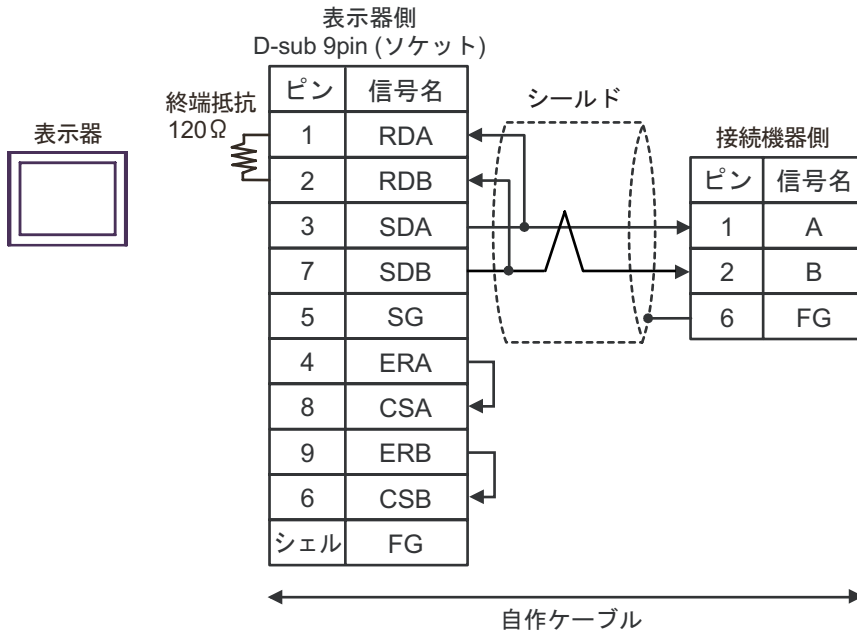 表示器側
D-sub 9pin (ソケット)
終端抵抗
120Ω
表示器
シールド
接続機器側
ピン 信号名
1 RDA
2 RDB
3 SDA
7 SDB
5 SG
4 ERA
8 CSA
9 ERB
6 CSB
シェル FG
ピン 信号名
1 A
2 B
6 FG
自作ケーブル